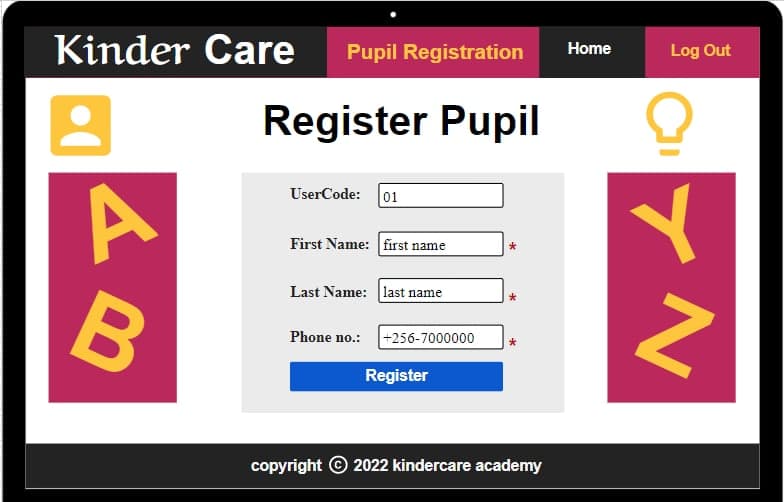 Kinder Care
Pupil Registration
Home
Log Out
Register Pupil
A
B
UserCode: 01
First Name: first name *
Last Name: last name *
Phone no.: +256-7000000 *
Register
Y
Z
copyright © 2022 kindercare academy